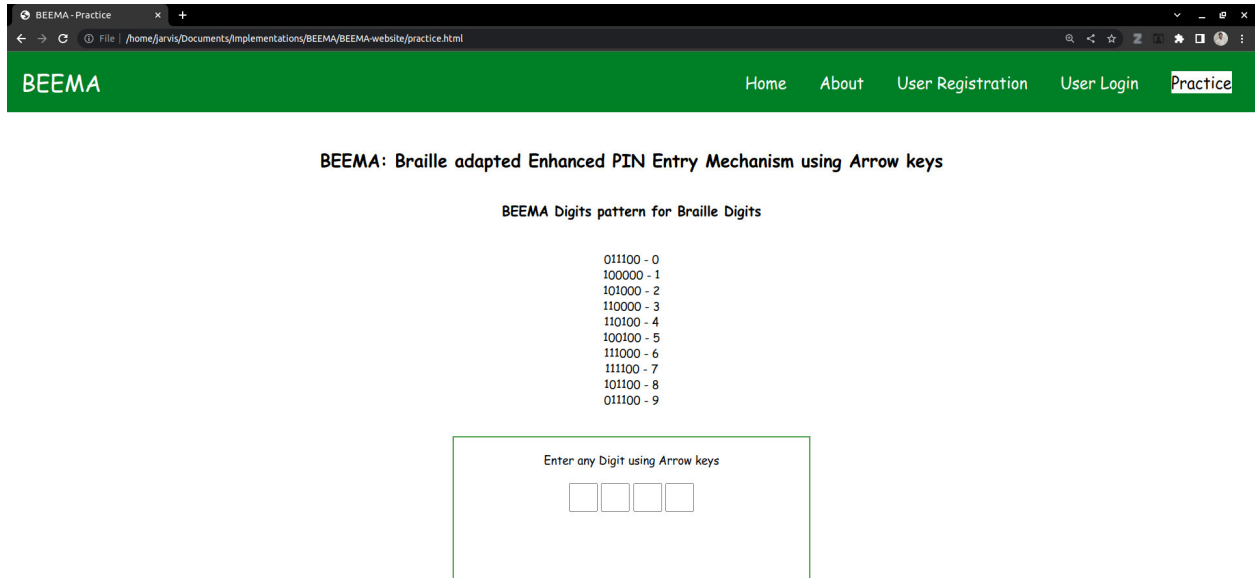 BEEMA - Practice
File | /home/jarvis/Documents/Implementations/BEEMA/BEEMA-website/practice.html
BEEMA Home About User Registration User Login Practice
BEEMA: Braille adapted Enhanced PIN Entry Mechanism using Arrow keys
BEEMA Digits pattern for Braille Digits
011100 - 0
100000 - 1
101000 - 2
110000 - 3
110100 - 4
100100 - 5
111000 - 6
111100 - 7
101100 - 8
011100 - 9
Enter any Digit using Arrow keys